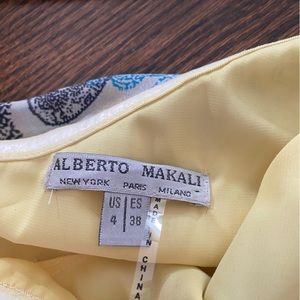 ALBERTO MAKALI
NEW YORK PARIS MILANO
US ES
4 38
MADE IN CHINA